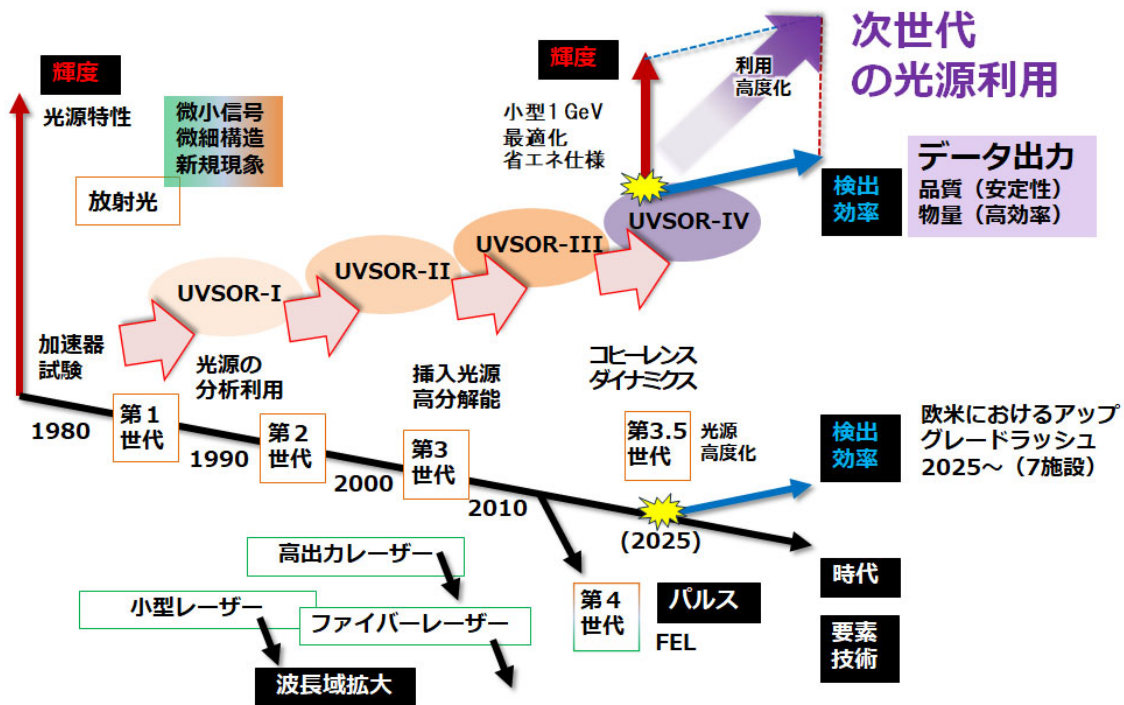 輝度
光源特性
微小信号
微細構造
新規現象
放射光
輝度
小型1 GeV
最適化
省エネ仕様
利用
高度化
次世代
の光源利用
検出
効率
データ出力
品質（安定性）
物量（高効率）
UVSOR-I
UVSOR-II
UVSOR-III
UVSOR-IV
加速器
試験
光源の
分析利用
挿入光源
高分解能
コヒーレンス
ダイナミクス
1980
第1
世代
1990
第2
世代
2000
第3
世代
2010
第3.5
世代
光源
高度化
(2025)
検出
効率
欧米におけるアップ
グレードラッシュ
2025～（7施設）
時代
要素
技術
高出力レーザー
小型レーザー
ファイバーレーザー
波長域拡大
第4
世代
パルス
FEL